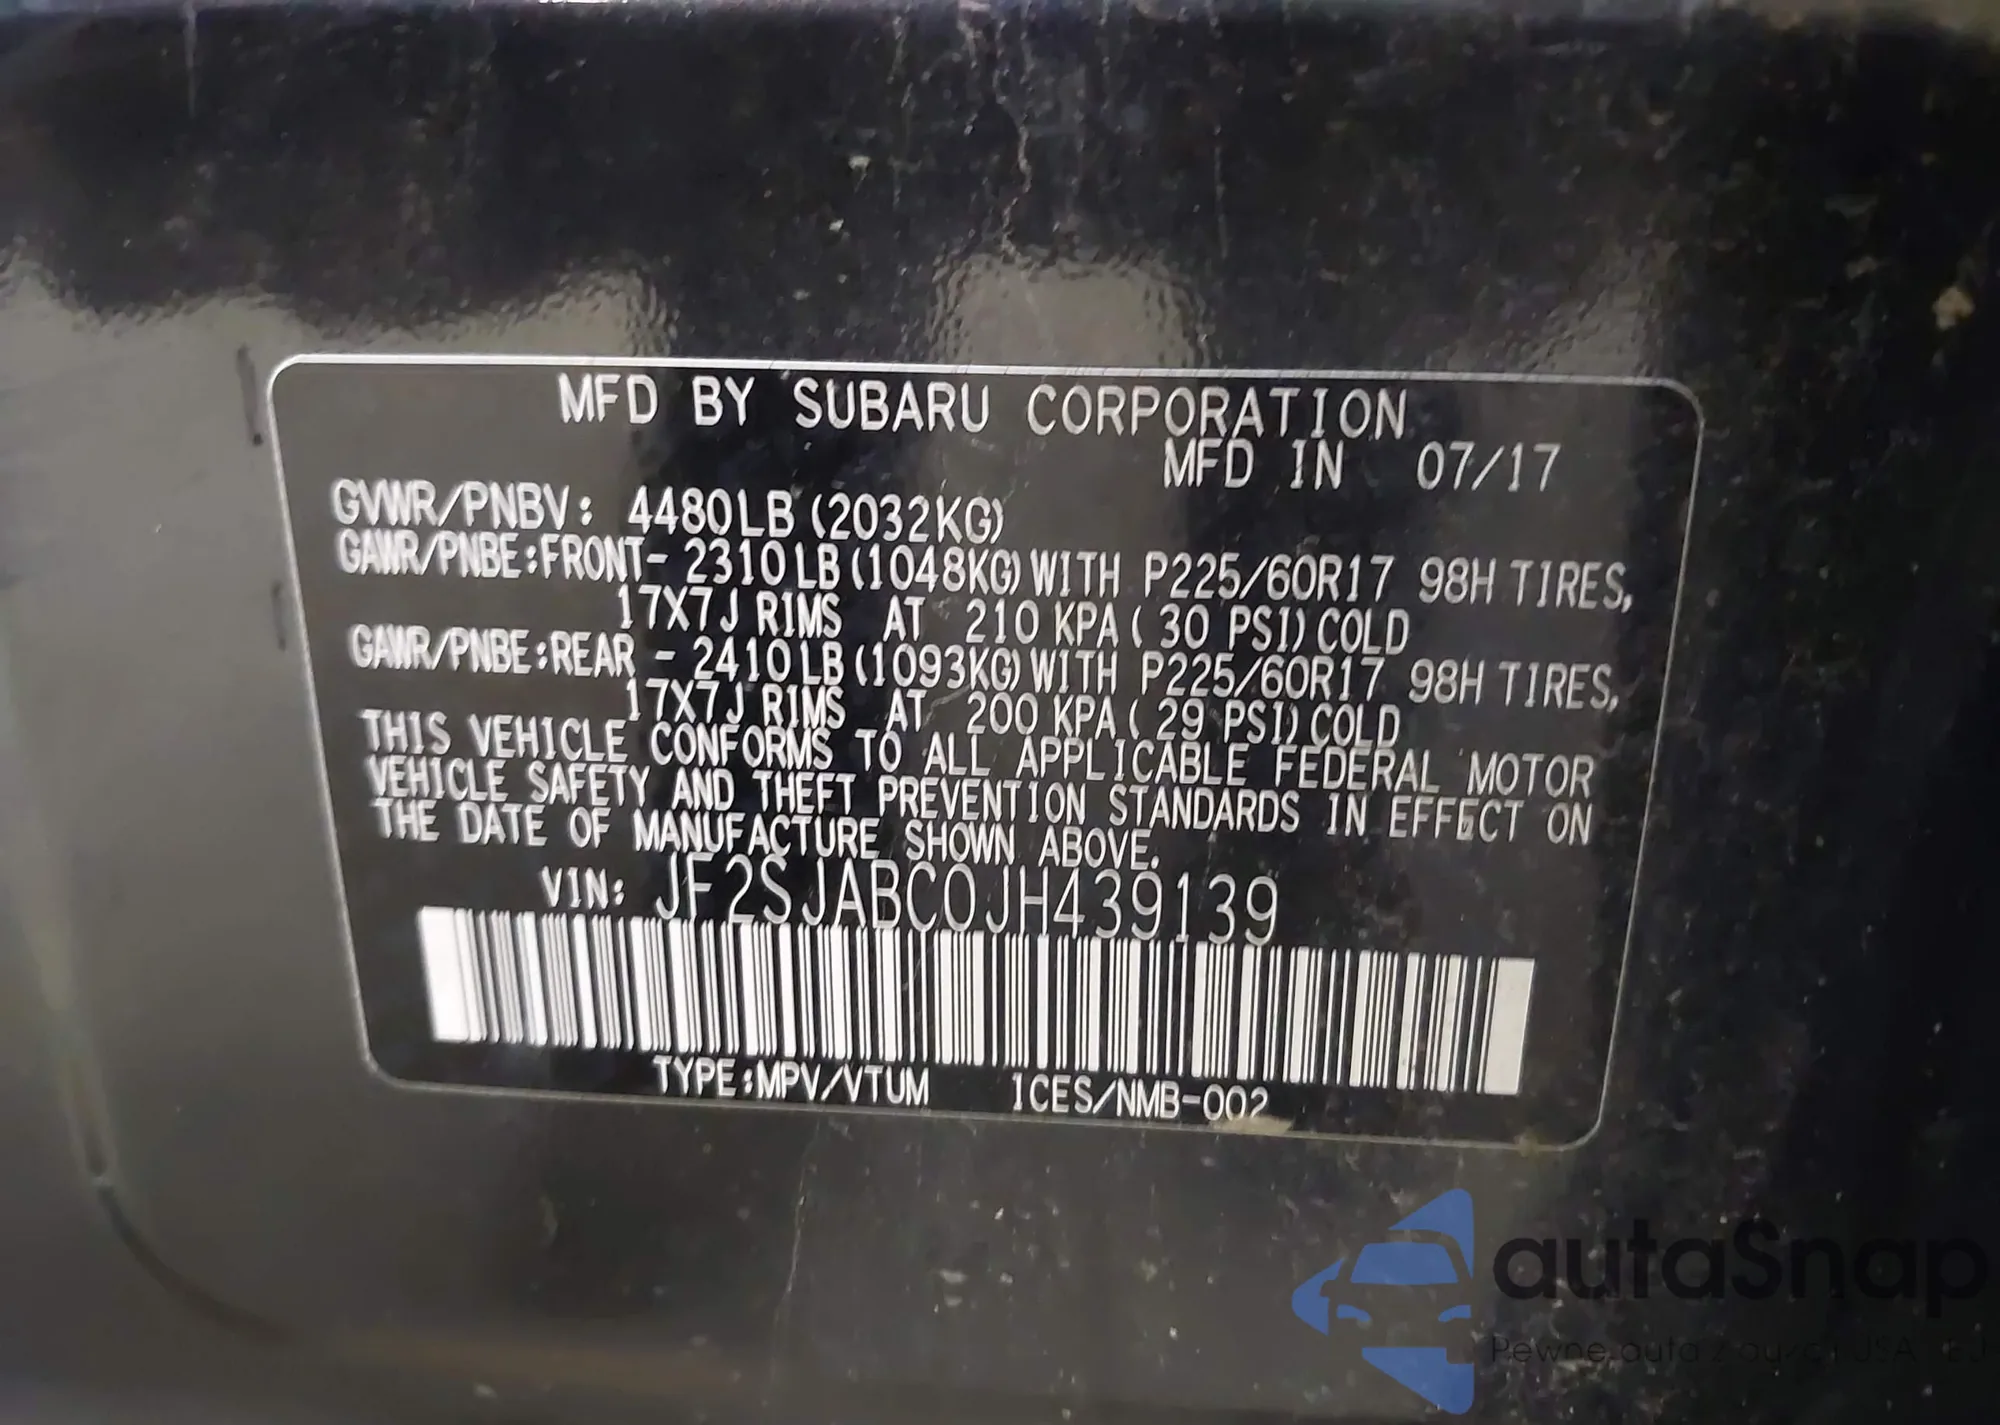 MFD BY SUBARU CORPORATION
MFD IN 07/17
GVWR/PNBV: 4480LB (2032KG)
GAWR/PNBE:FRONT- 2310LB (1048KG) WITH P225/60R17 98H TIRES,
17X7J RIMS AT 210 KPA ( 30 PSI) COLD
GAWR/PNBE:REAR - 2410LB (1093KG) WITH P225/60R17 98H TIRES,
17X7J RIMS AT 200 KPA ( 29 PSI) COLD
THIS VEHICLE CONFORMS TO ALL APPLICABLE FEDERAL MOTOR
VEHICLE SAFETY AND THEFT PREVENTION STANDARDS IN EFFECT ON
THE DATE OF MANUFACTURE SHOWN ABOVE.
VIN: JF2SJABC0JH439139
TYPE:MPV/VTUM ICES/NMB-002
autaSnap
Pewne auta z aukcji USA